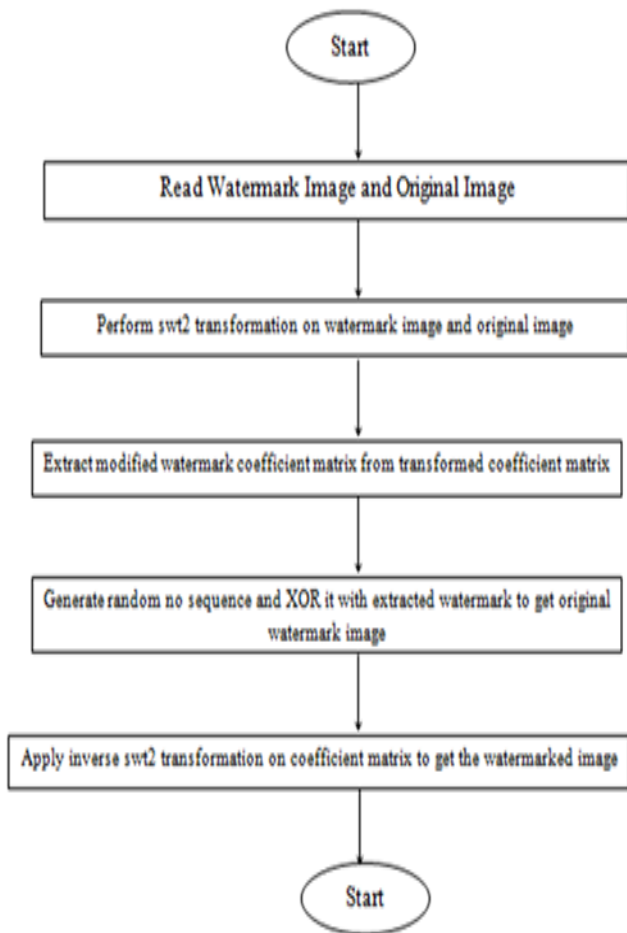 Start
Read Watermark Image and Original Image
Perform swt2 transformation on watermark image and original image
Extract modified watermark coefficient matrix from transformed coefficient matrix
Generate random no sequence and XOR it with extracted watermark to get original
watermark image
Apply inverse swt2 transformation on coefficient matrix to get the watermarked image
Start